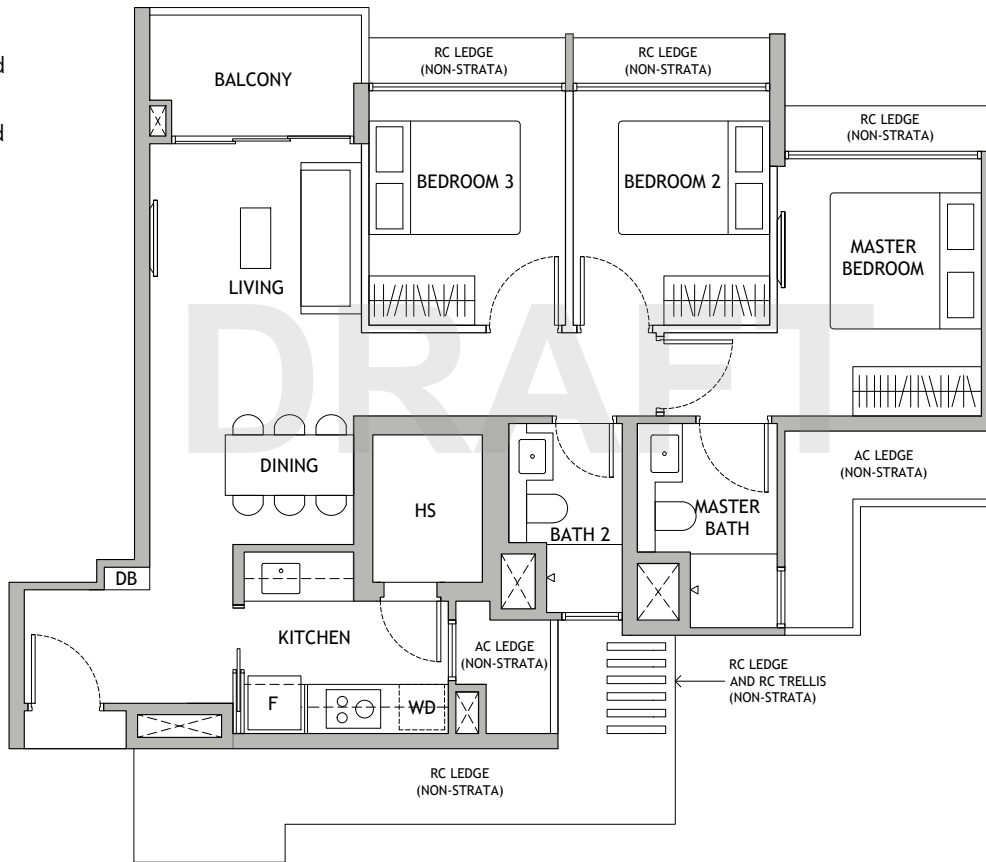 d
d
BALCONY
RC LEDGE
(NON-STRATA)
RC LEDGE
(NON-STRATA)
RC LEDGE
(NON-STRATA)
BEDROOM 3
BEDROOM 2
MASTER
BEDROOM
LIVING
DRAFT
DINING
HS
BATH 2
MASTER
BATH
AC LEDGE
(NON-STRATA)
DB
KITCHEN
AC LEDGE
(NON-STRATA)
F
WD
RC LEDGE
AND RC TRELLIS
(NON-STRATA)
RC LEDGE
(NON-STRATA)